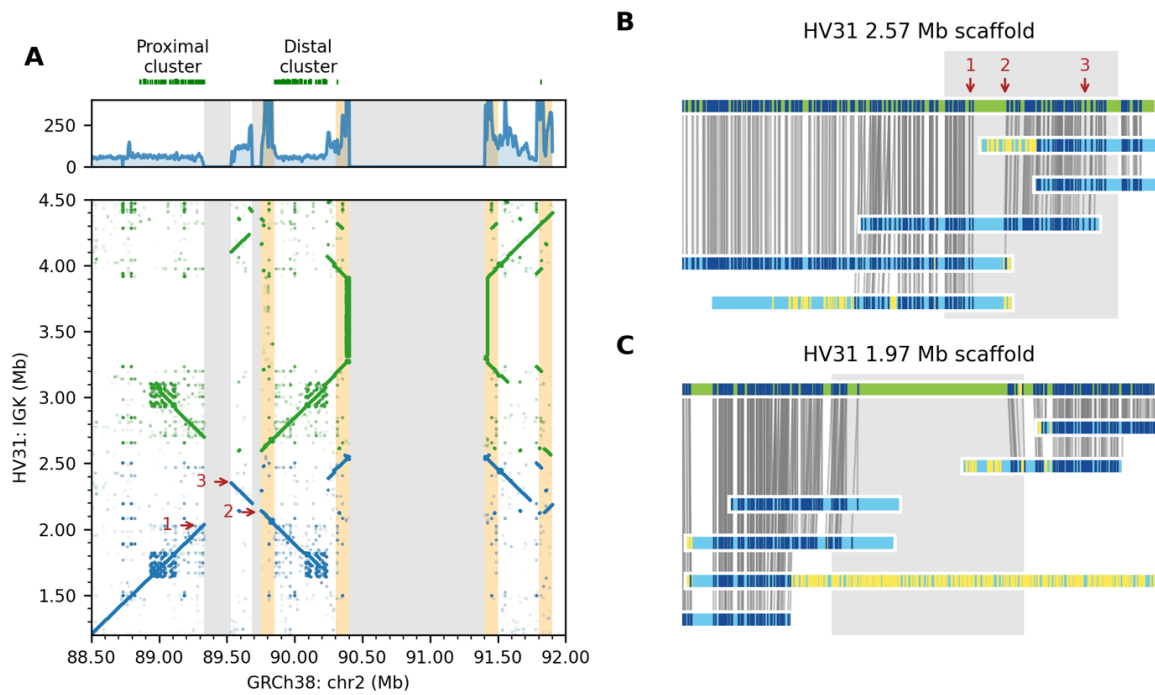 A
Proximal
cluster
Distal
cluster
250
0
4.50
4.00
3.50
3.00
2.50
2.00
1.50
HV31: IGK (Mb)
3
2
1
88.50 89.00 89.50 90.00 90.50 91.00 91.50 92.00
GRCh38: chr2 (Mb)
B
HV31 2.57 Mb scaffold
1 2 3
C
HV31 1.97 Mb scaffold